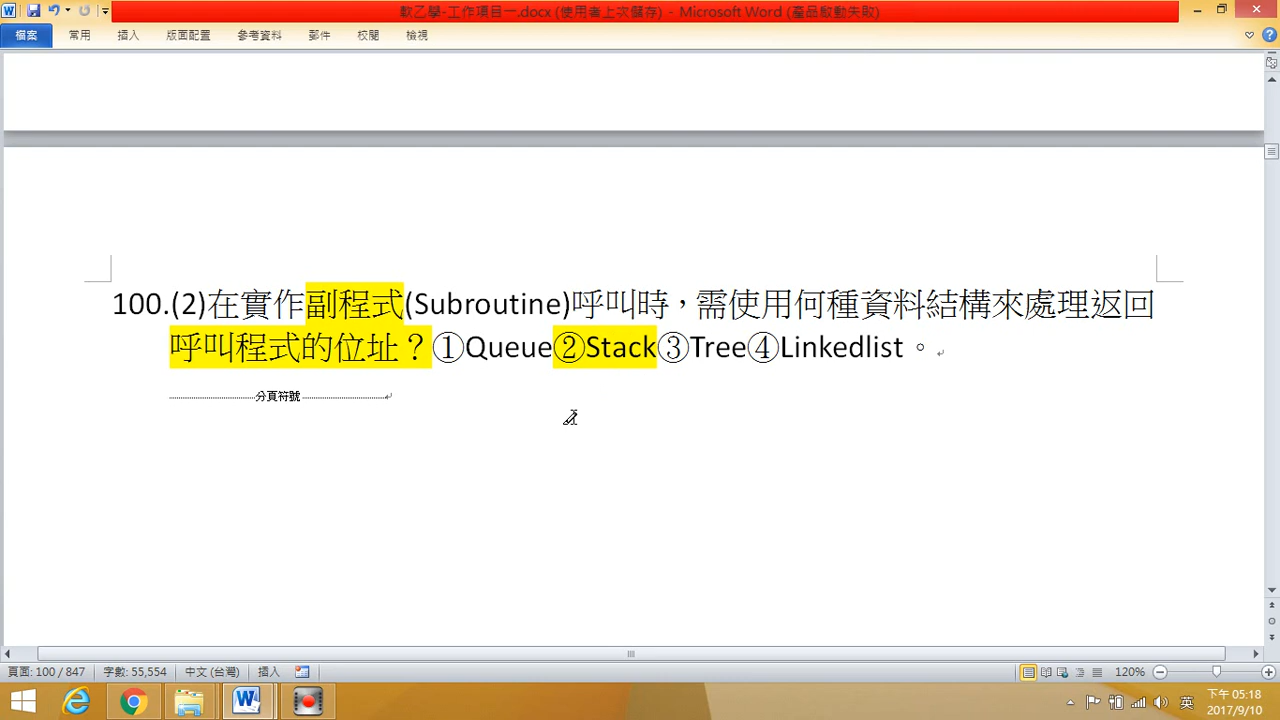 軟乙學-工作項目一.docx (使用者上次儲存) - Microsoft Word (產品啟動失敗)
檔案 常用 插入 版面配置 參考資料 郵件 校閱 檢視
100.(2)在實作副程式(Subroutine)呼叫時，需使用何種資料結構來處理返回
呼叫程式的位址？①Queue②Stack③Tree④Linkedlist。
分頁符號
頁面: 100 / 847 字數: 55,554 中文 (台灣) 插入 120%
英 下午 05:18
2017/9/10